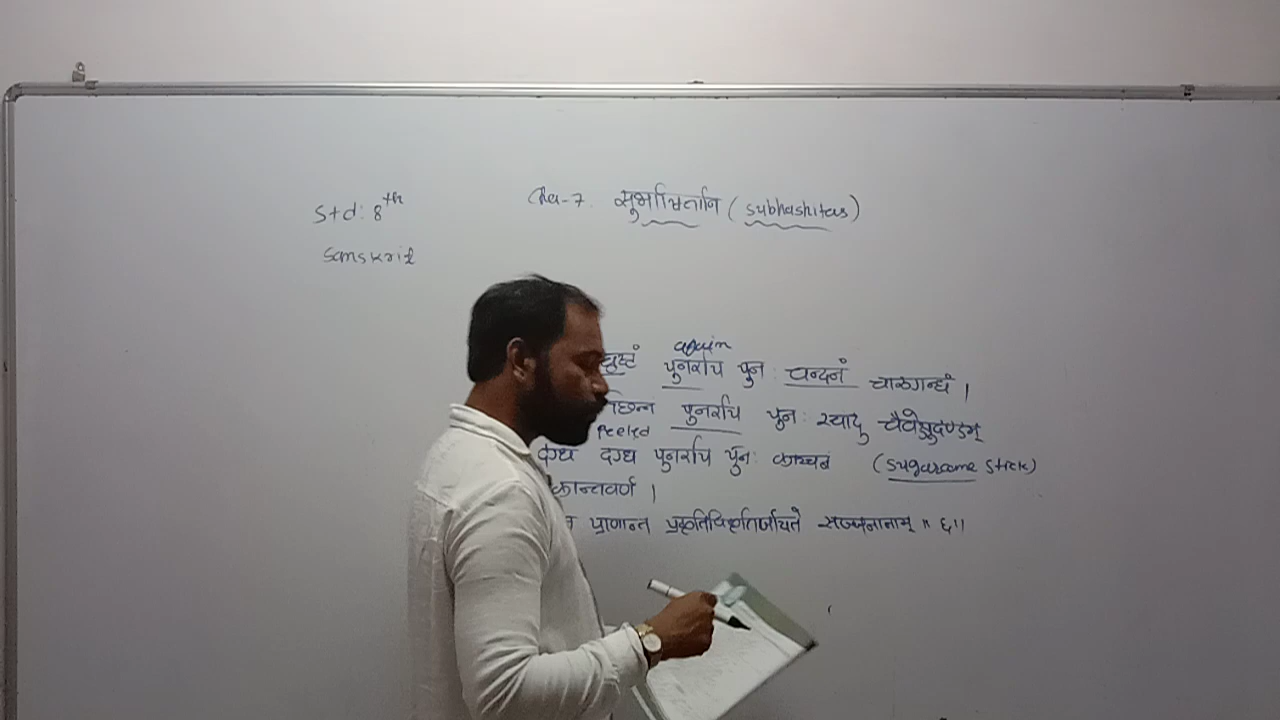 Std: 8th
Sanskrit
Cha-7. सुभाषितानि (subhashitas)
again
घृष्टं पुनरपि पुनः चन्दनं चारुगन्धं ।
छिन्न पुनरपि पुनः स्वादु चैवेक्षुदण्डम्
Peeled
दग्ध दग्ध पुनरपि पुनः काञ्चनं (sugarcane stick)
कान्तवर्ण ।
प्राणान्त प्रकृतिविकृतिर्जायते सज्जनानाम् ॥ ६॥